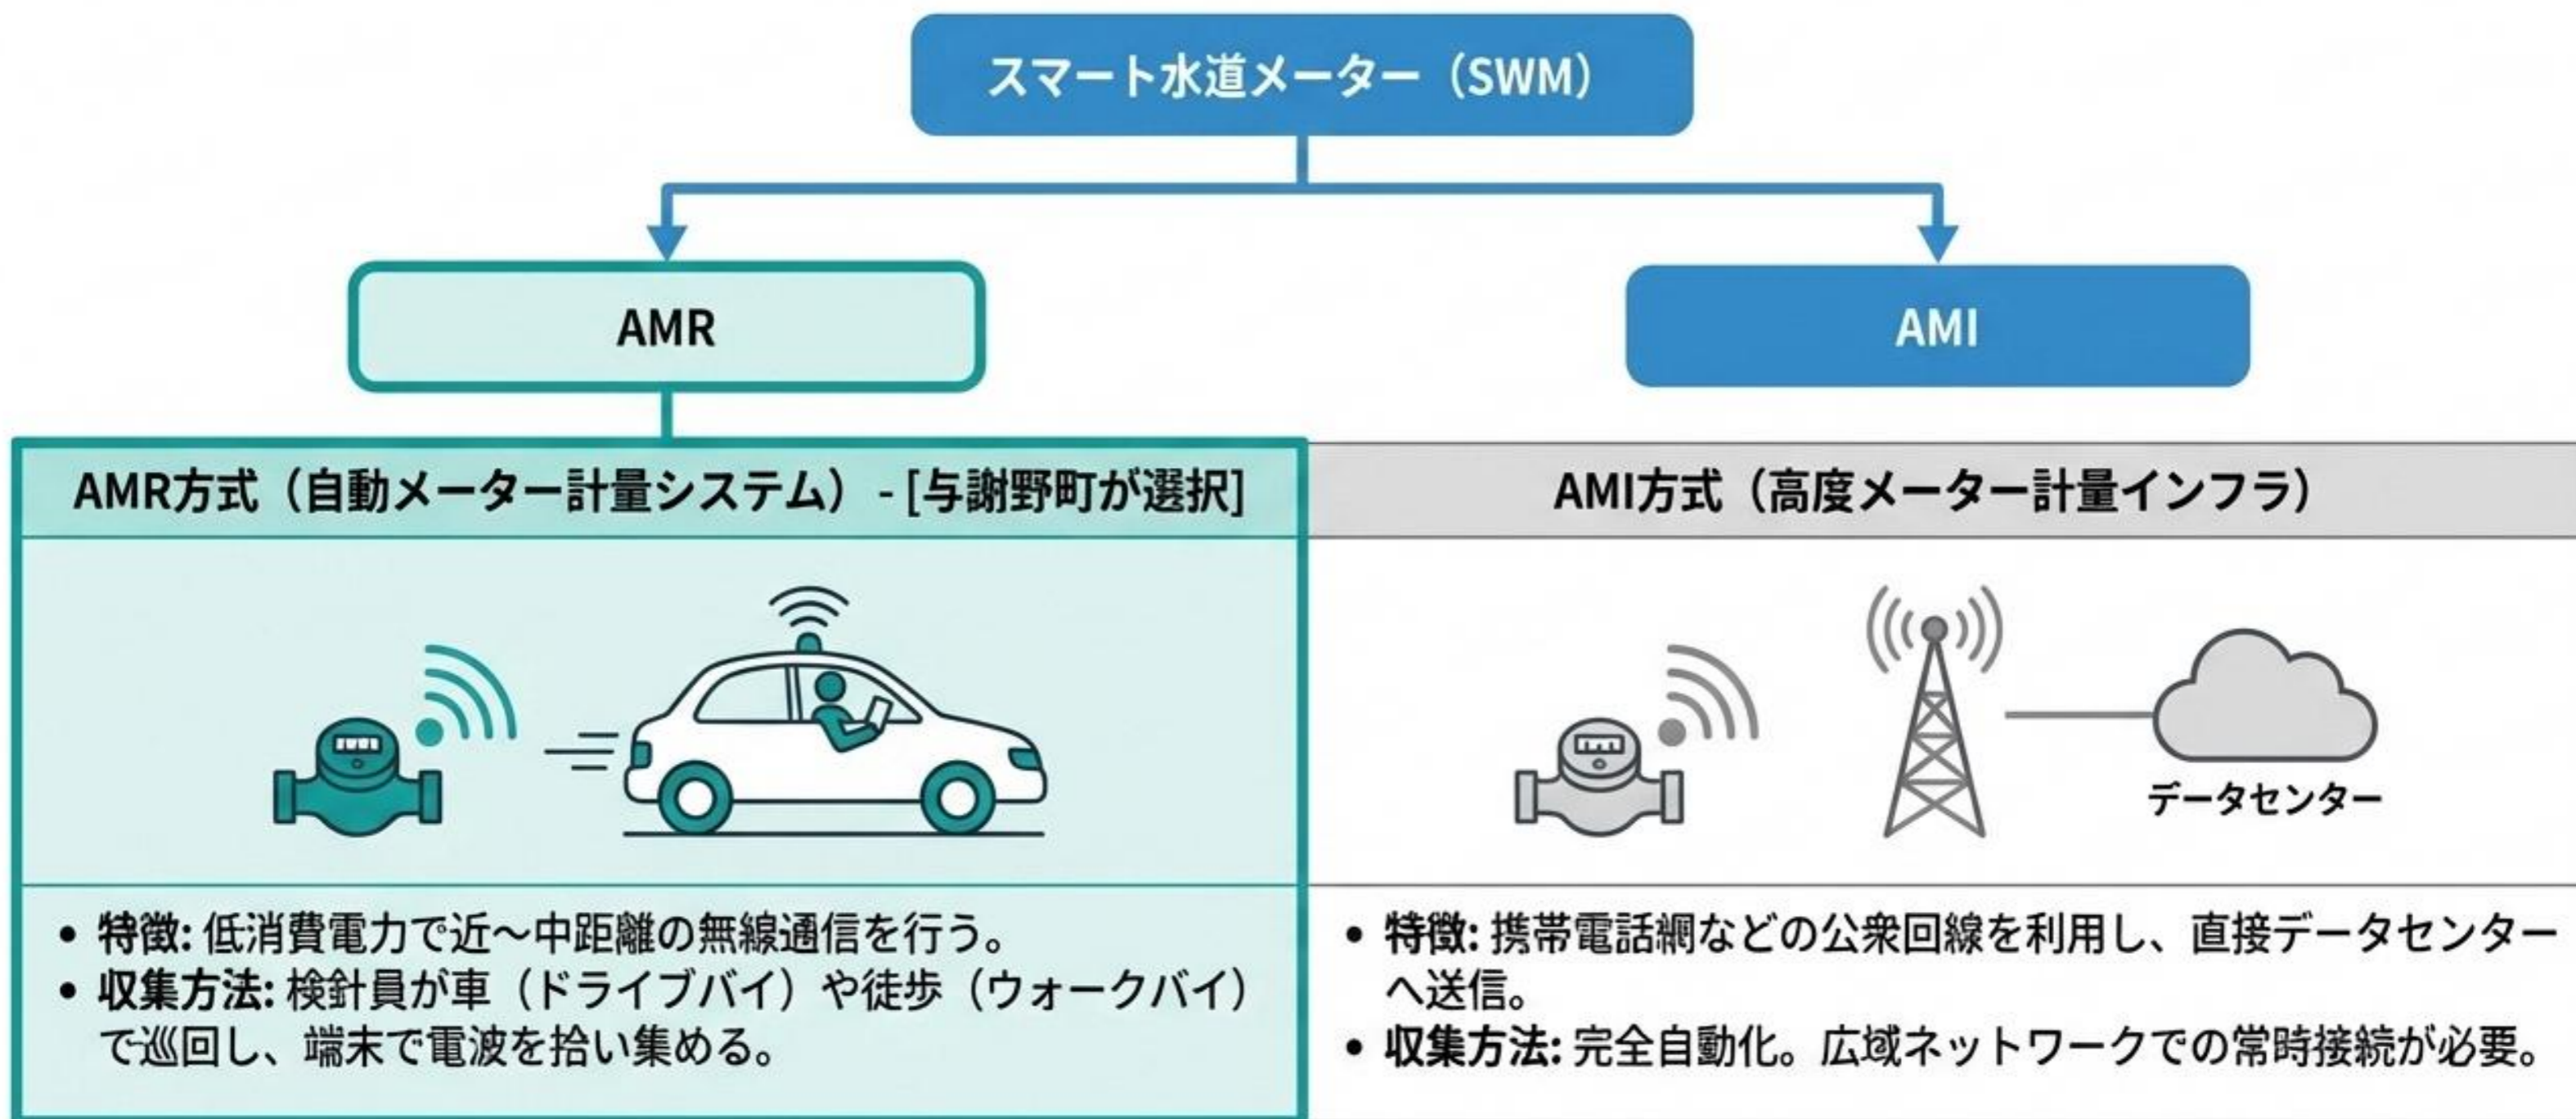 スマート水道メーター（SWM）
AMR
AMI
AMR方式（自動メーター計量システム） - [与謝野町が選択]
AMI方式（高度メーター計量インフラ）
データセンター
• 特徴: 低消費電力で近～中距離の無線通信を行う。
• 収集方法: 検針員が車（ドライブバイ）や徒歩（ウォークバイ）
で巡回し、端末で電波を拾い集める。
• 特徴: 携帯電話網などの公衆回線を利用し、直接データセンター
へ送信。
• 収集方法: 完全自動化。広域ネットワークでの常時接続が必要。